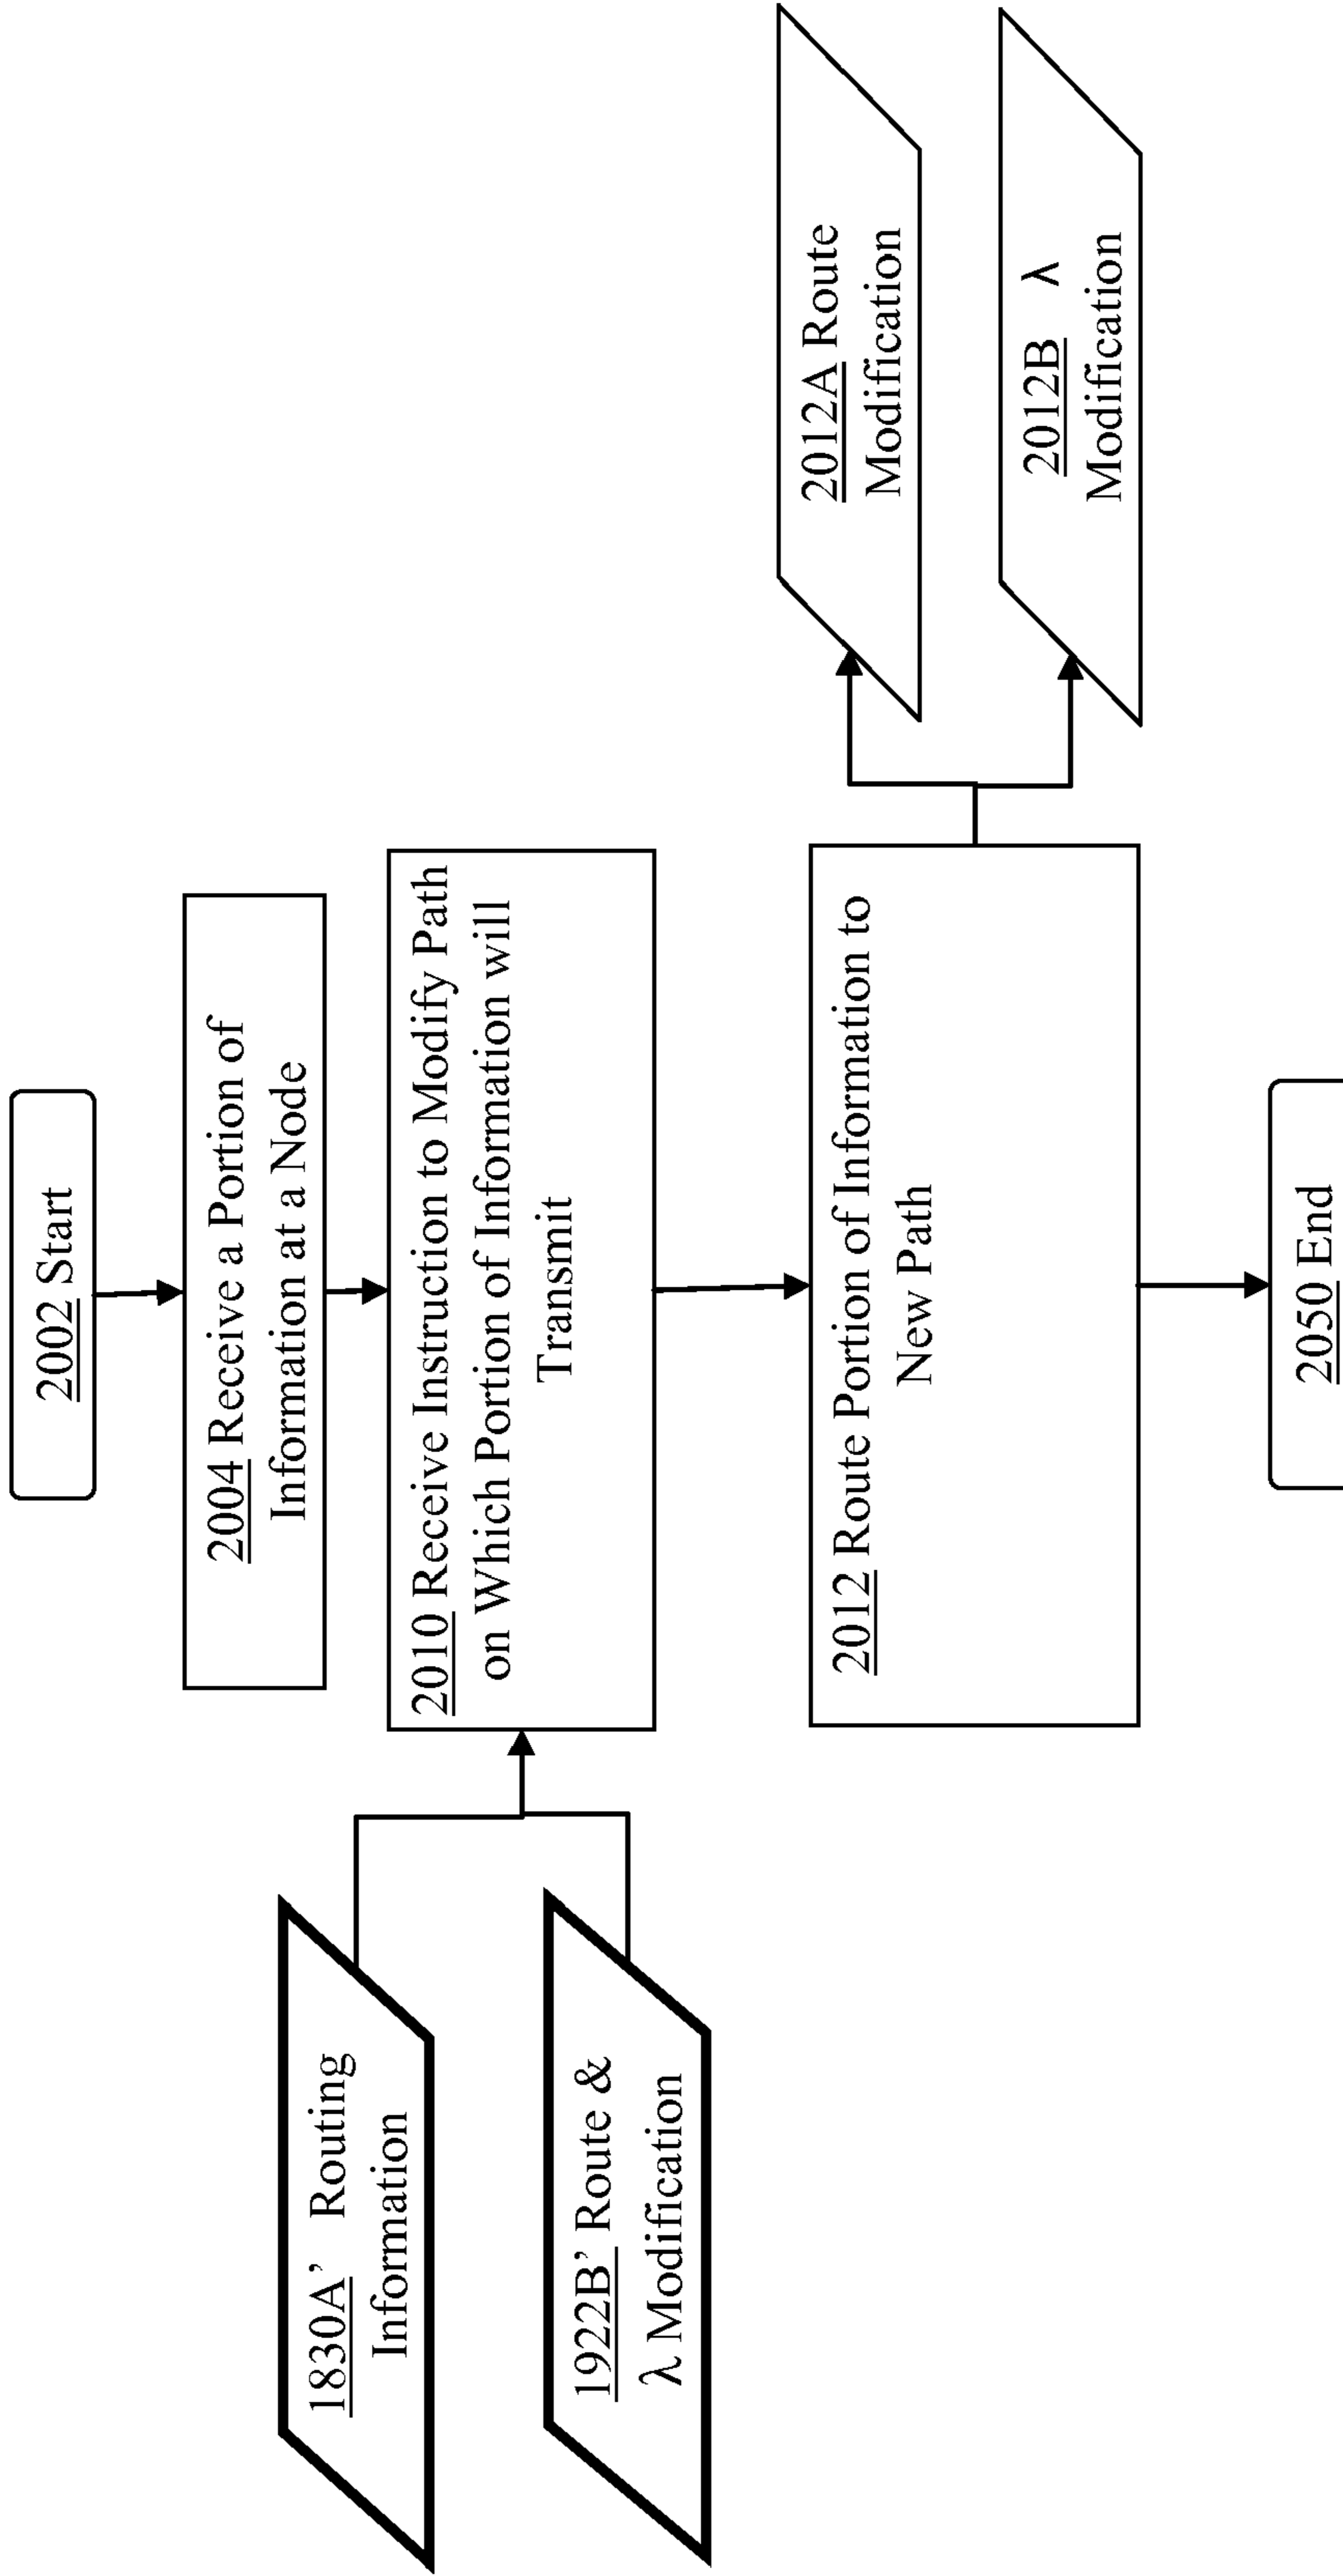 2002 Start
2004 Receive a Portion of
Information at a Node
1830A’ Routing
Information
1922B’ Route &
λ Modification
2010 Receive Instruction to Modify Path
on Which Portion of Information will
Transmit
2012 Route Portion of Information to
New Path
2012A Route
Modification
2012B λ
Modification
2050 End